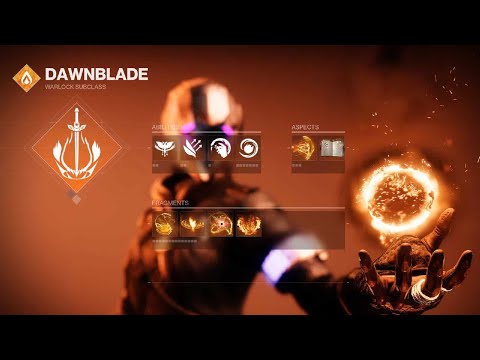 DAWNBLADE
WARLOCK SUBCLASS
ABILITIES
ASPECTS
FRAGMENTS